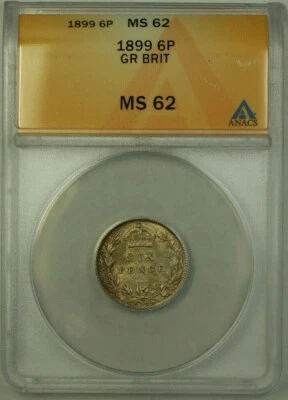 1899 6P MS 62
1899 6P
GR BRIT
MS 62
ANACS
SIX
PENCE